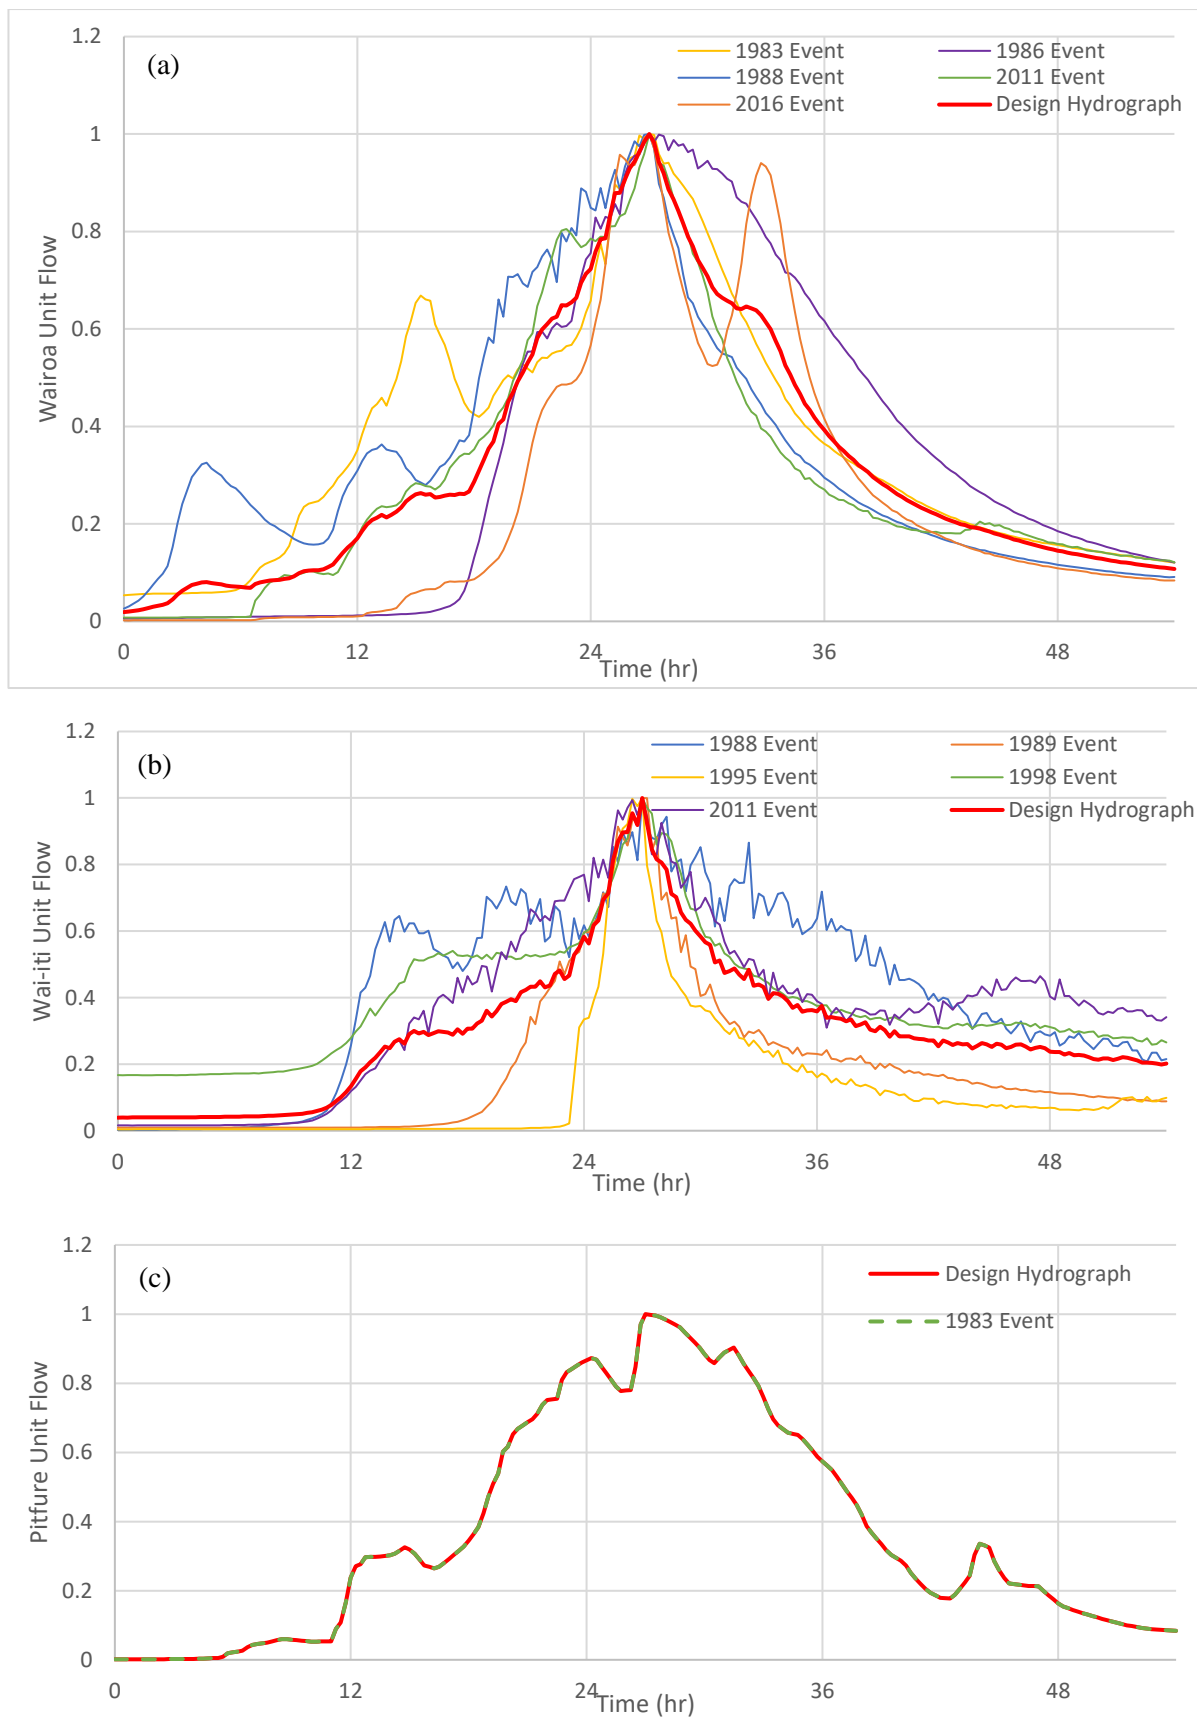 1.2
(a)
1983 Event
1986 Event
1988 Event
2011 Event
2016 Event
Design Hydrograph
1
0.8
0.6
0.4
0.2
0
Wairoa Unit Flow
0
12
24
36
48
Time (hr)
1.2
(b)
1988 Event
1989 Event
1995 Event
1998 Event
2011 Event
Design Hydrograph
1
0.8
0.6
0.4
0.2
0
Wai-iti Unit Flow
0
12
24
36
48
Time (hr)
1.2
(c)
Design Hydrograph
1983 Event
1
0.8
0.6
0.4
0.2
0
Pitfure Unit Flow
0
12
24
36
48
Time (hr)